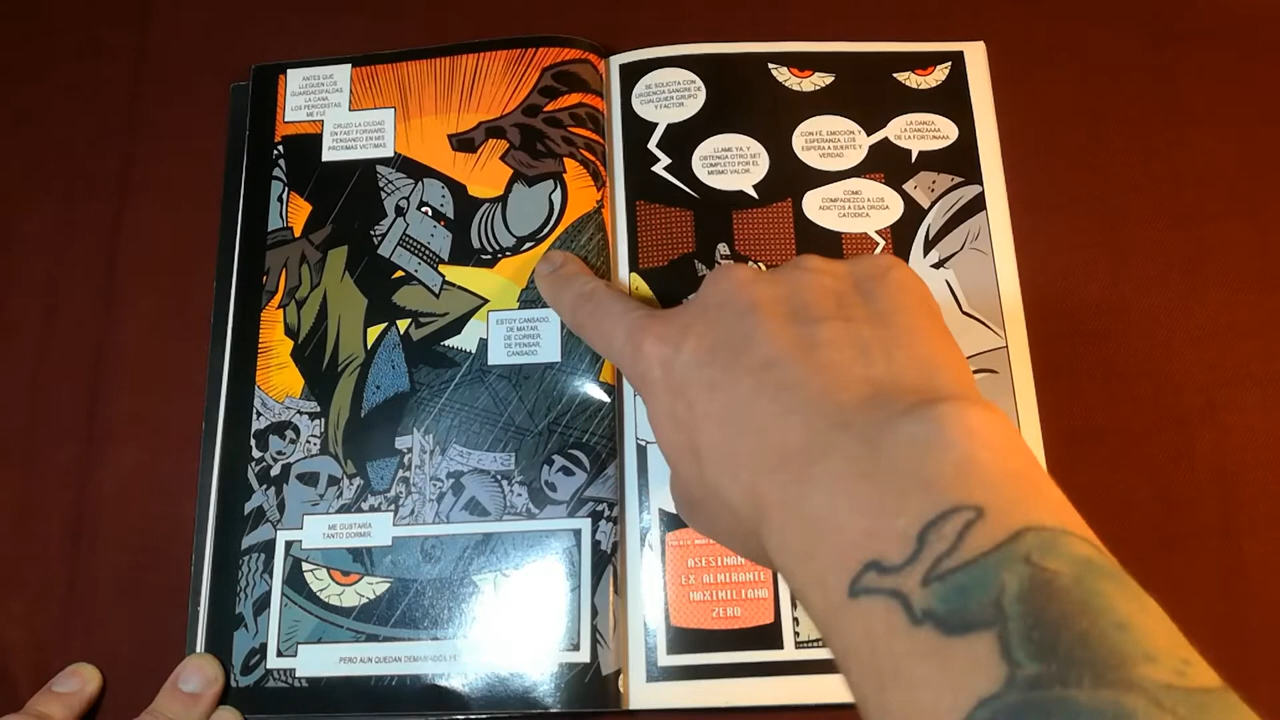 ANTES QUE
LLEGUEN LOS
GUARDAESPALDAS,
LA CANA,
LOS PERIODISTAS,
ME FUI.
CRUZO LA CIUDAD
EN FAST FORWARD,
PENSANDO EN MIS
PROXIMAS VICTIMAS.
ESTOY CANSADO,
DE MATAR,
DE CORRER,
DE PENSAR,
CANSADO.
ME GUSTARÍA
TANTO DORMIR,
...PERO AUN QUEDAN
...SE SOLICITA CON
URGENCIA SANGRE DE
CUALQUIER GRUPO
Y FACTOR...
...LLAME YA, Y
OBTENGA OTRO SET
COMPLETO POR EL
MISMO VALOR...
...CON FÉ, EMOCIÓN, Y
ESPERANZA, LOS
ESPERA A SUERTE Y
VERDAD...
LA DANZA,
LA DANZAAAA,
DE LA FORTUNAAA.
COMO
COMPADEZCO A LOS
ADICTOS A ESA DROGA
CATODICA,
ASESINAN
EX ALMIRANTE
MAXIMILIANO
ZERO